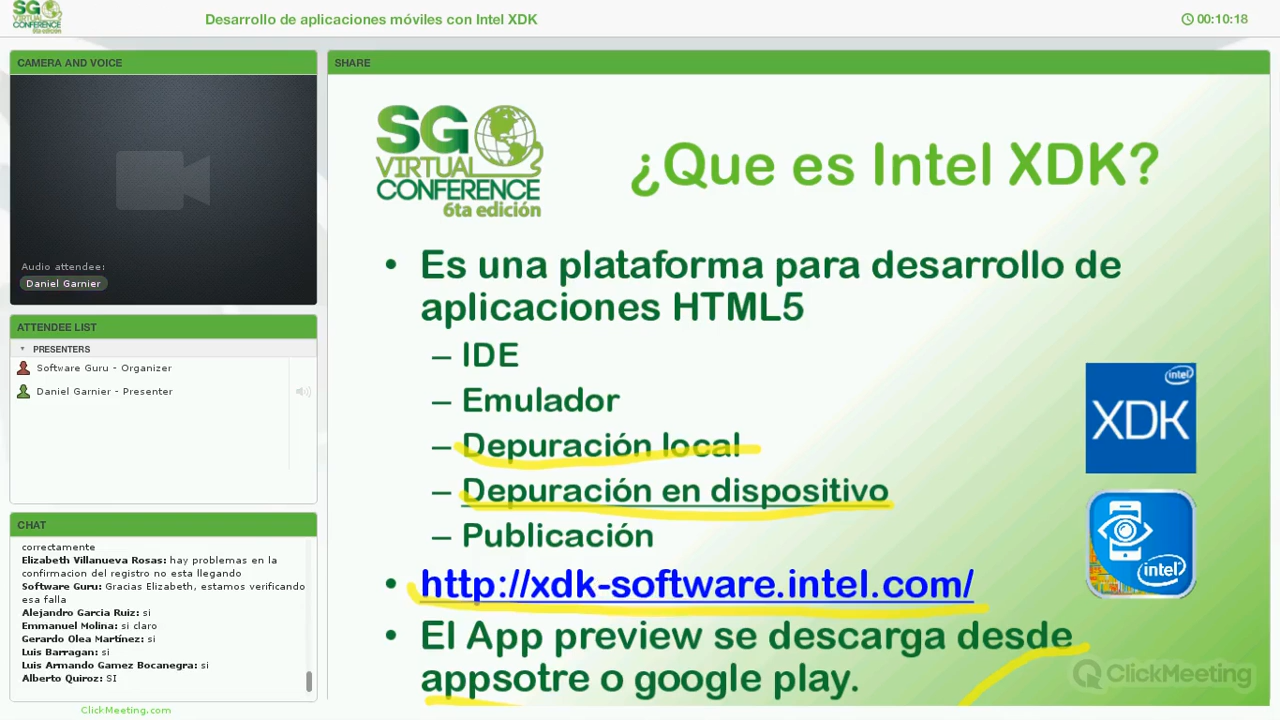 SG
VIRTUAL
CONFERENCE
6ta edición
Desarrollo de aplicaciones móviles con Intel XDK
00:10:18
CAMERA AND VOICE
Audio attendee:
Daniel Garnier
ATTENDEE LIST
PRESENTERS
Software Guru - Organizer
Daniel Garnier - Presenter
CHAT
correctamente
Elizabeth Villanueva Rosas: hay problemas en la
confirmacion del registro no esta llegando
Software Guru: Gracias Elizabeth, estamos verificando
esa falla
Alejandro Garcia Ruiz: si
Emmanuel Molina: si claro
Gerardo Olea Martínez: si
Luis Barragan: si
Luis Armando Gamez Bocanegra: si
Alberto Quiroz: SI
ClickMeeting.com
SHARE
SG
VIRTUAL
CONFERENCE
6ta edición
¿Que es Intel XDK?
• Es una plataforma para desarrollo de
aplicaciones HTML5
– IDE
– Emulador
– Depuración local
– Depuración en dispositivo
– Publicación
• http://xdk-software.intel.com/
• El App preview se descarga desde
appsotre o google play.
intel
XDK
intel
ClickMeeting